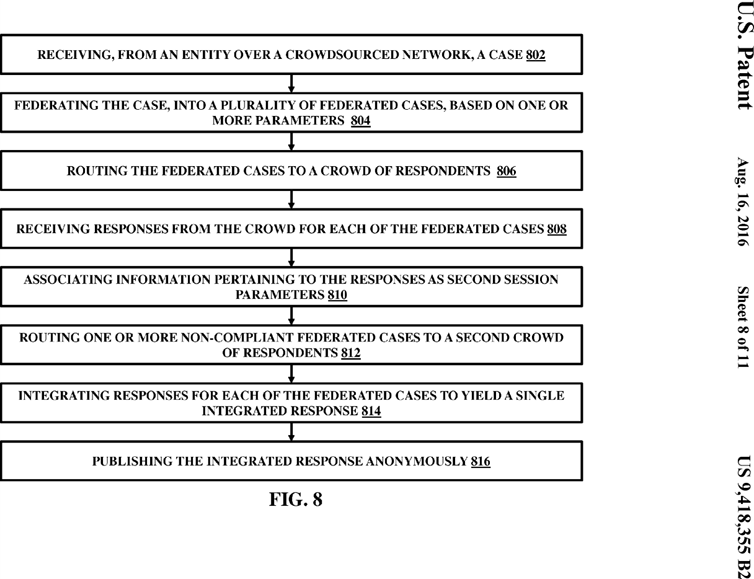 U.S. Patent
Aug. 16, 2016
Sheet 8 of 11
US 9,418,355 B2
RECEIVING, FROM AN ENTITY OVER A CROWDSOURCED NETWORK, A CASE 802
FEDERATING THE CASE, INTO A PLURALITY OF FEDERATED CASES, BASED ON ONE OR
MORE PARAMETERS 804
ROUTING THE FEDERATED CASES TO A CROWD OF RESPONDENTS 806
RECEIVING RESPONSES FROM THE CROWD FOR EACH OF THE FEDERATED CASES 808
ASSOCIATING INFORMATION PERTAINING TO THE RESPONSES AS SECOND SESSION
PARAMETERS 810
ROUTING ONE OR MORE NON-COMPLIANT FEDERATED CASES TO A SECOND CROWD
OF RESPONDENTS 812
INTEGRATING RESPONSES FOR EACH OF THE FEDERATED CASES TO YIELD A SINGLE
INTEGRATED RESPONSE 814
PUBLISHING THE INTEGRATED RESPONSE ANONYMOUSLY 816
FIG. 8